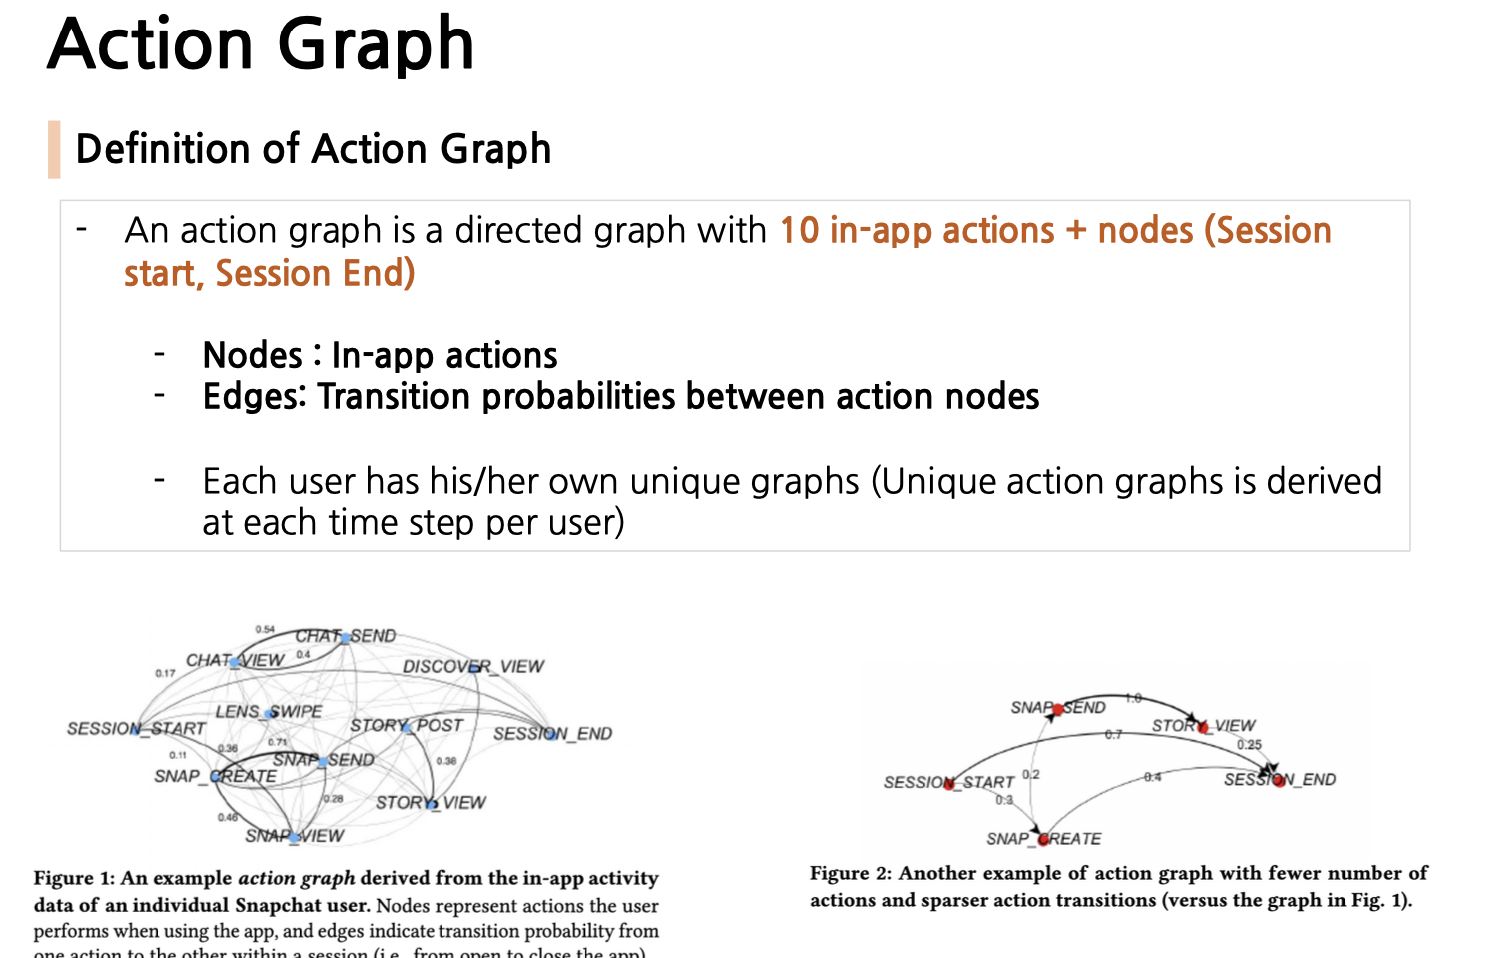 Action Graph
Definition of Action Graph
- An action graph is a directed graph with 10 in-app actions + nodes (Session
start, Session End)
- Nodes : In-app actions
- Edges: Transition probabilities between action nodes
- Each user has his/her own unique graphs (Unique action graphs is derived
at each time step per user)
0.54
CHAT_SEND
CHAT_VIEW
0.4
DISCOVER_VIEW
0.17
LENS_SWIPE
STORY_POST
SESSION_START
SESSION_END
0.11
0.36
0.71
SNAP_SEND
0.36
SNAP_CREATE
0.28
STORY_VIEW
0.46
SNAP_VIEW
Figure 1: An example action graph derived from the in-app activity
data of an individual Snapchat user. Nodes represent actions the user
performs when using the app, and edges indicate transition probability from
one action to the other within a session (i.e., from open to close the app)
SNAP_SEND
1.0
STORY_VIEW
0.7
0.25
SESSION_START
0.2
0.4
SESSION_END
0.3
SNAP_CREATE
Figure 2: Another example of action graph with fewer number of
actions and sparser action transitions (versus the graph in Fig. 1).